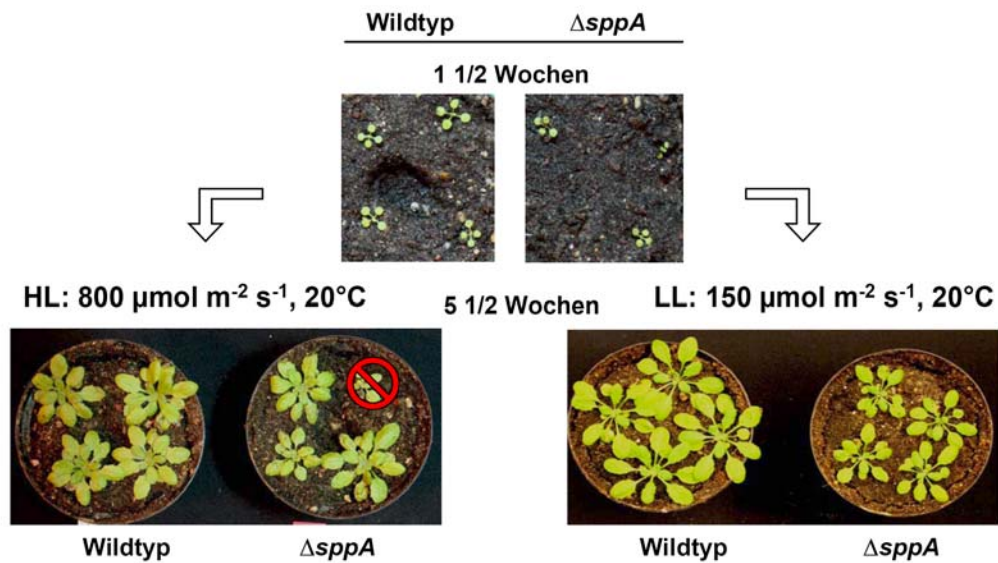 Wildtyp ΔsppA
1 1/2 Wochen
HL: 800 µmol m⁻² s⁻¹, 20°C
5 1/2 Wochen
LL: 150 µmol m⁻² s⁻¹, 20°C
Wildtyp ΔsppA
Wildtyp ΔsppA